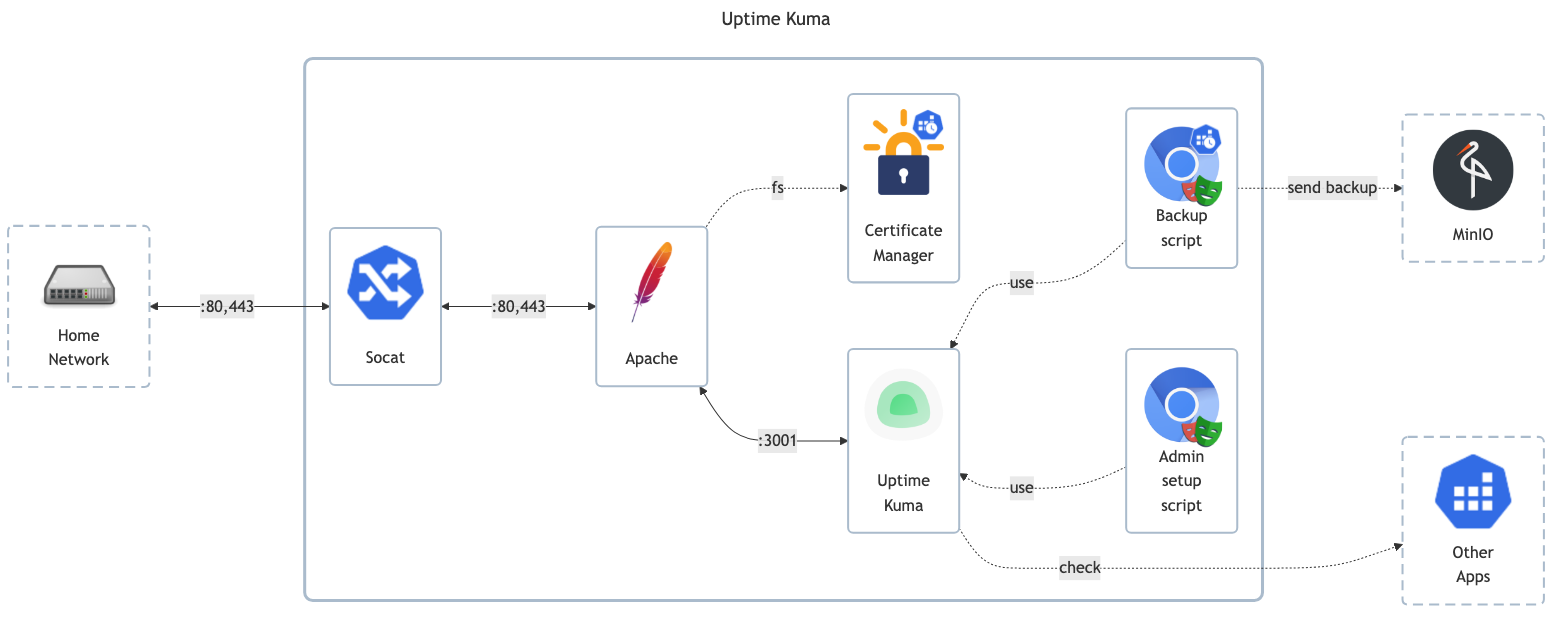 Uptime Kuma
Home
Network
:80,443
Socat
:80,443
Apache
fs
Certificate
Manager
:3001
Uptime
Kuma
use
Backup
script
use
Admin
setup
script
send backup
MinIO
check
Other
Apps